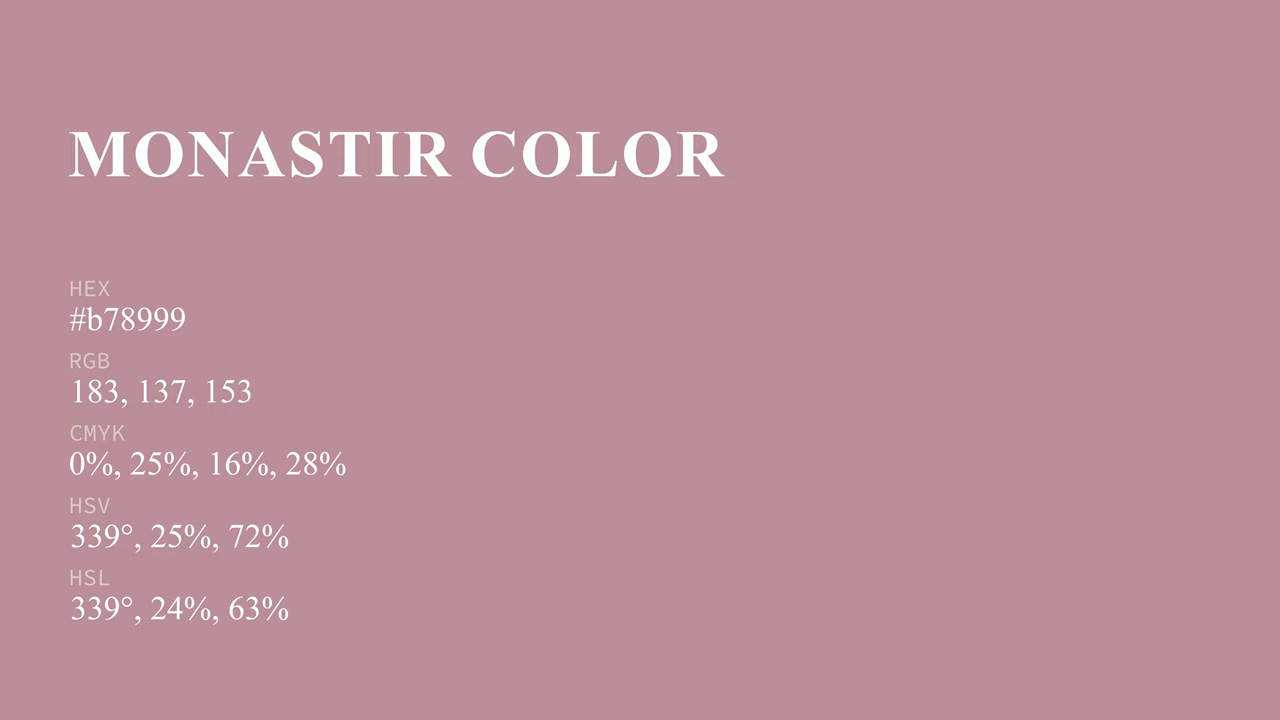 MONASTIR COLOR
HEX
#b78999
RGB
183, 137, 153
CMYK
0%, 25%, 16%, 28%
HSV
339°, 25%, 72%
HSL
339°, 24%, 63%